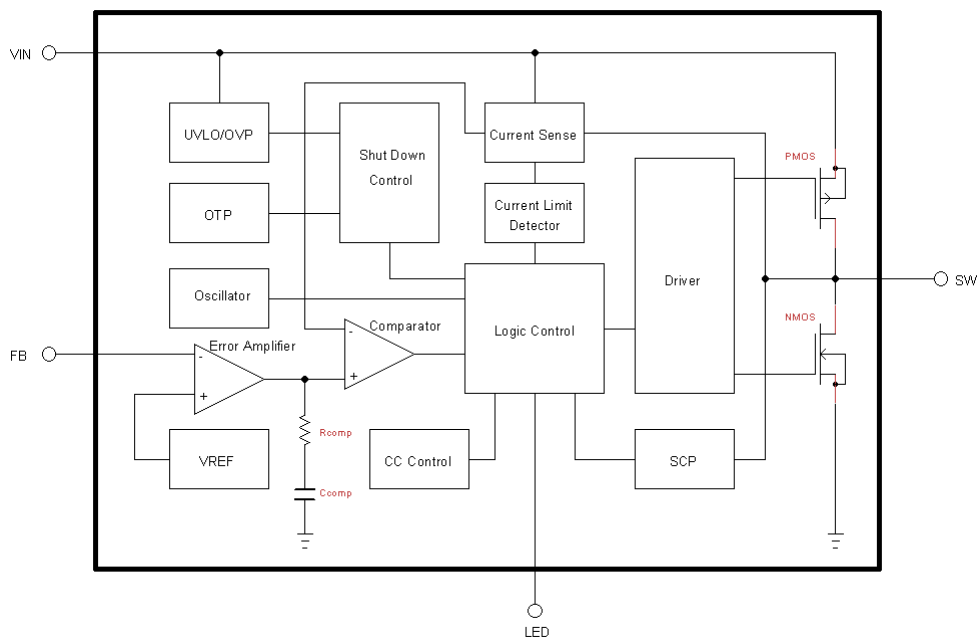 VIN
UVLO/OVP
Shut Down
Control
Current Sense
PMOS
OTP
Current Limit
Detector
Oscillator
Driver
SW
Comparator
Logic Control
NMOS
FB
Error Amplifier
-
+
-
+
VREF
Rcomp
CC Control
SCP
Ccomp
LED